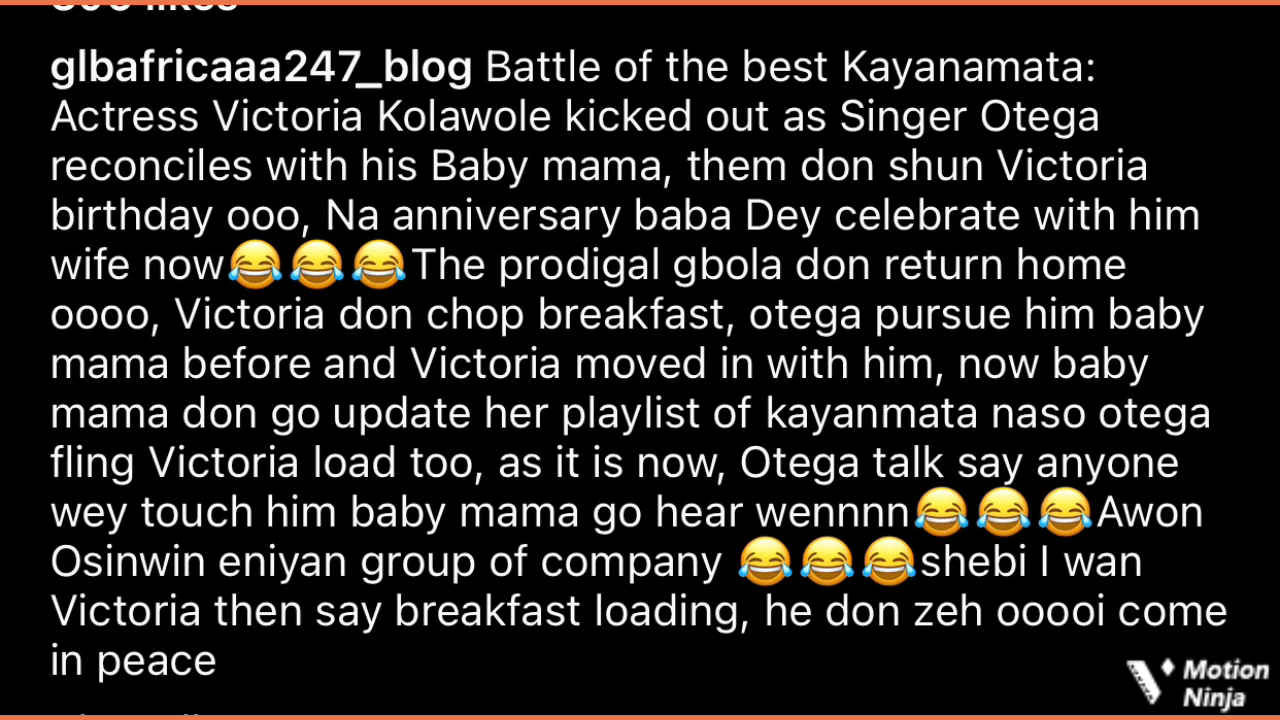 glbafricaaa247_blog Battle of the best Kayanamata:
Actress Victoria Kolawole kicked out as Singer Otega
reconciles with his Baby mama, them don shun Victoria
birthday ooo, Na anniversary baba Dey celebrate with him
wife now😂😂😂The prodigal gbola don return home
oooo, Victoria don chop breakfast, otega pursue him baby
mama before and Victoria moved in with him, now baby
mama don go update her playlist of kayanmata naso otega
fling Victoria load too, as it is now, Otega talk say anyone
wey touch him baby mama go hear wennnn😂😂😂Awon
Osinwin eniyan group of company 😂😂😂shebi I wan
Victoria then say breakfast loading, he don zeh ooooi come
in peace
Motion
Ninja